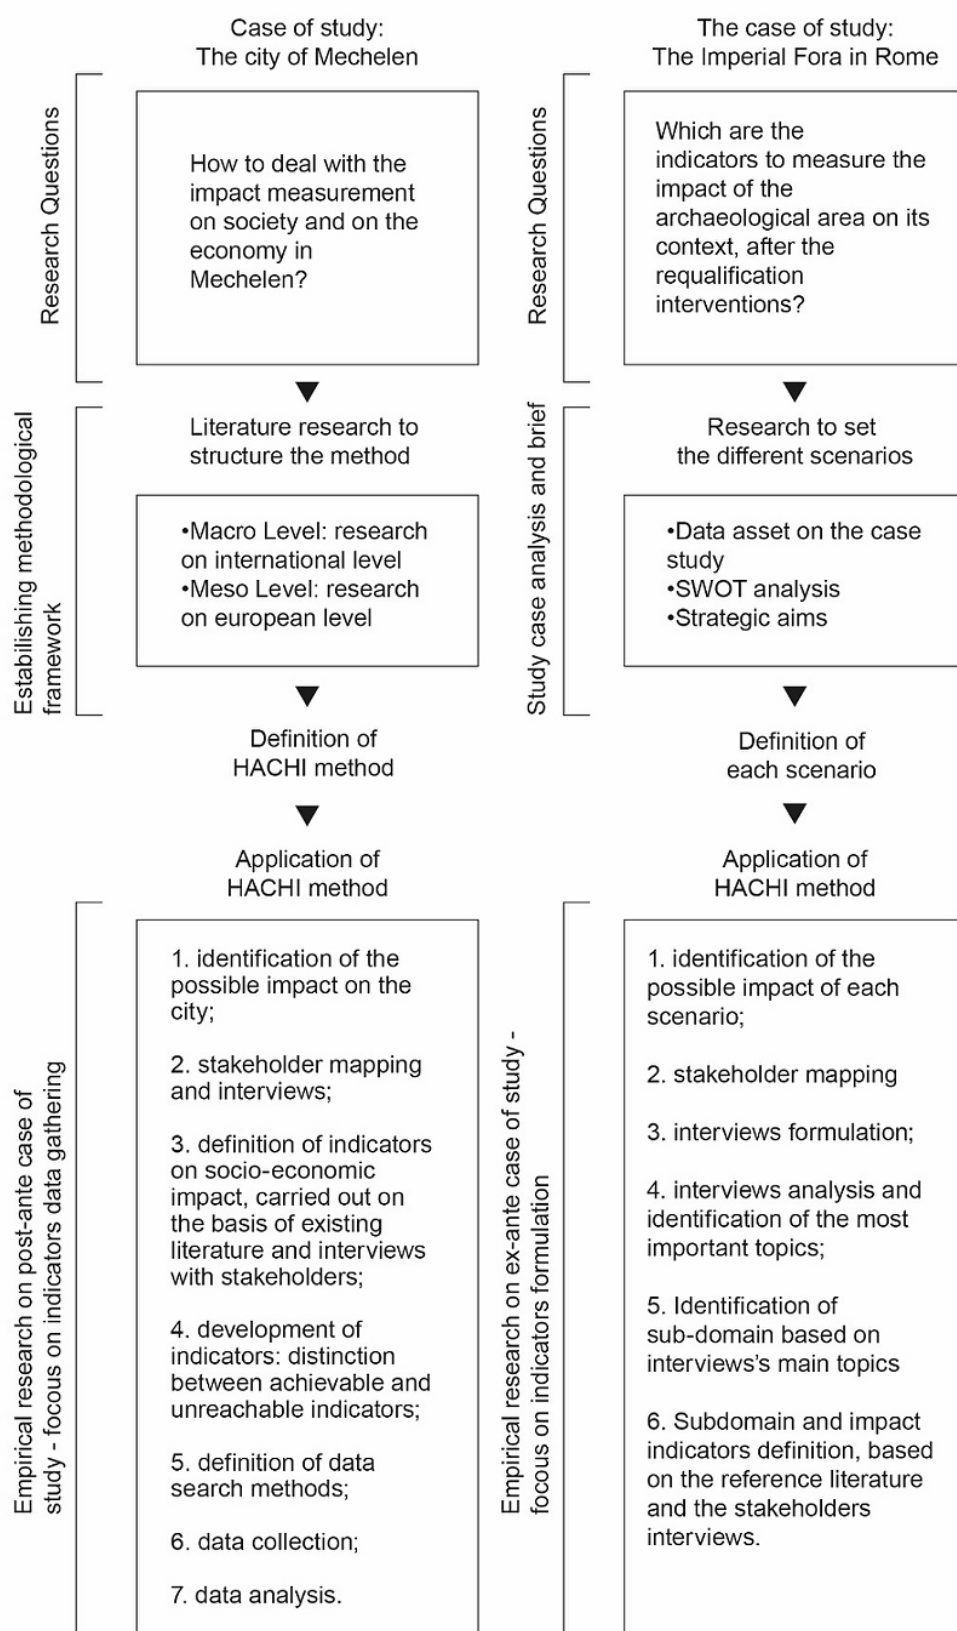 Case of study:
The city of Mechelen
Research Questions
How to deal with the
impact measurement
on society and on the
economy in
Mechelen?
Estabilishing methodological
framework
Literature research to
structure the method
•Macro Level: research
on international level
•Meso Level: research
on european level
Definition of
HACHI method
Application of
HACHI method
Empirical research on post-ante case of
study - focous on indicators data gathering
1. identification of the
possible impact on the
city;
2. stakeholder mapping
and interviews;
3. definition of indicators
on socio-economic
impact, carried out on
the basis of existing
literature and interviews
with stakeholders;
4. development of
indicators: distinction
between achievable and
unreachable indicators;
5. definition of data
search methods;
6. data collection;
7. data analysis.
The case of study:
The Imperial Fora in Rome
Research Questions
Which are the
indicators to measure the
impact of the
archaeological area on its
context, after the
requalification
interventions?
Study case analysis and brief
Research to set
the different scenarios
•Data asset on the case
study
•SWOT analysis
•Strategic aims
Definition of
each scenario
Application of
HACHI method
Empirical research on ex-ante case of study -
focous on indicators formulation
1. identification of the
possible impact of each
scenario;
2. stakeholder mapping
3. interviews formulation;
4. interviews analysis and
identification of the most
important topics;
5. Identification of
sub-domain based on
interviews's main topics
6. Subdomain and impact
indicators definition, based
on the reference literature
and the stakeholders
interviews.